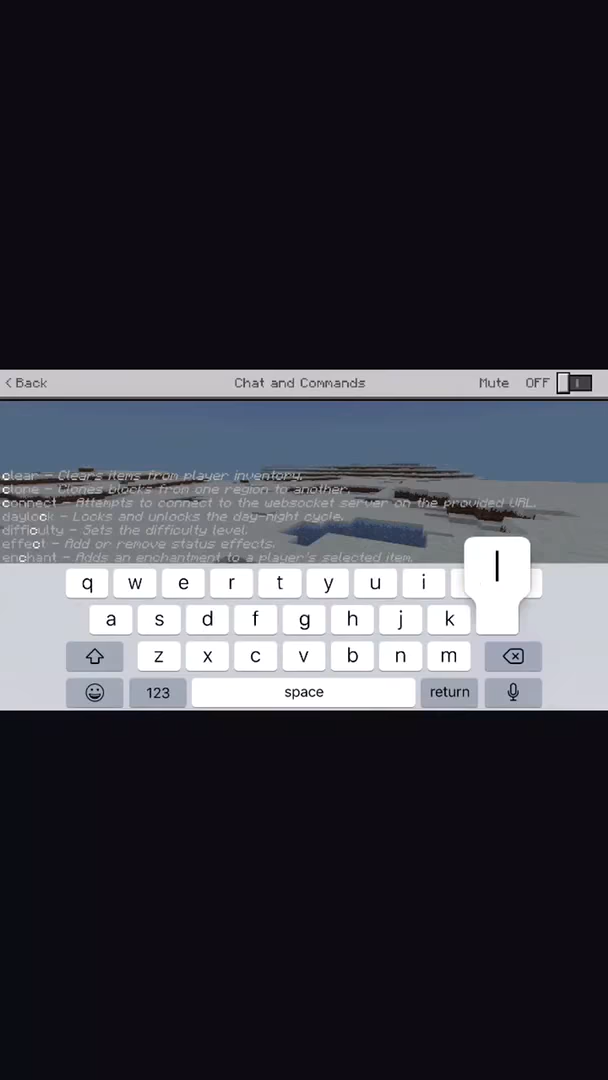 < Back Chat and Commands Mute OFF
clear - Clears items from player inventory.
clone - Clones blocks from one region to another.
connect - Attempts to connect to the websocket server on the provided URL.
daylock - Locks and unlocks the day-night cycle.
difficulty - Sets the difficulty level.
effect - Add or remove status effects.
enchant - Adds an enchantment to a player's selected item.
q w e r t y u i
a s d f g h j k l
z x c v b n m
123 space return